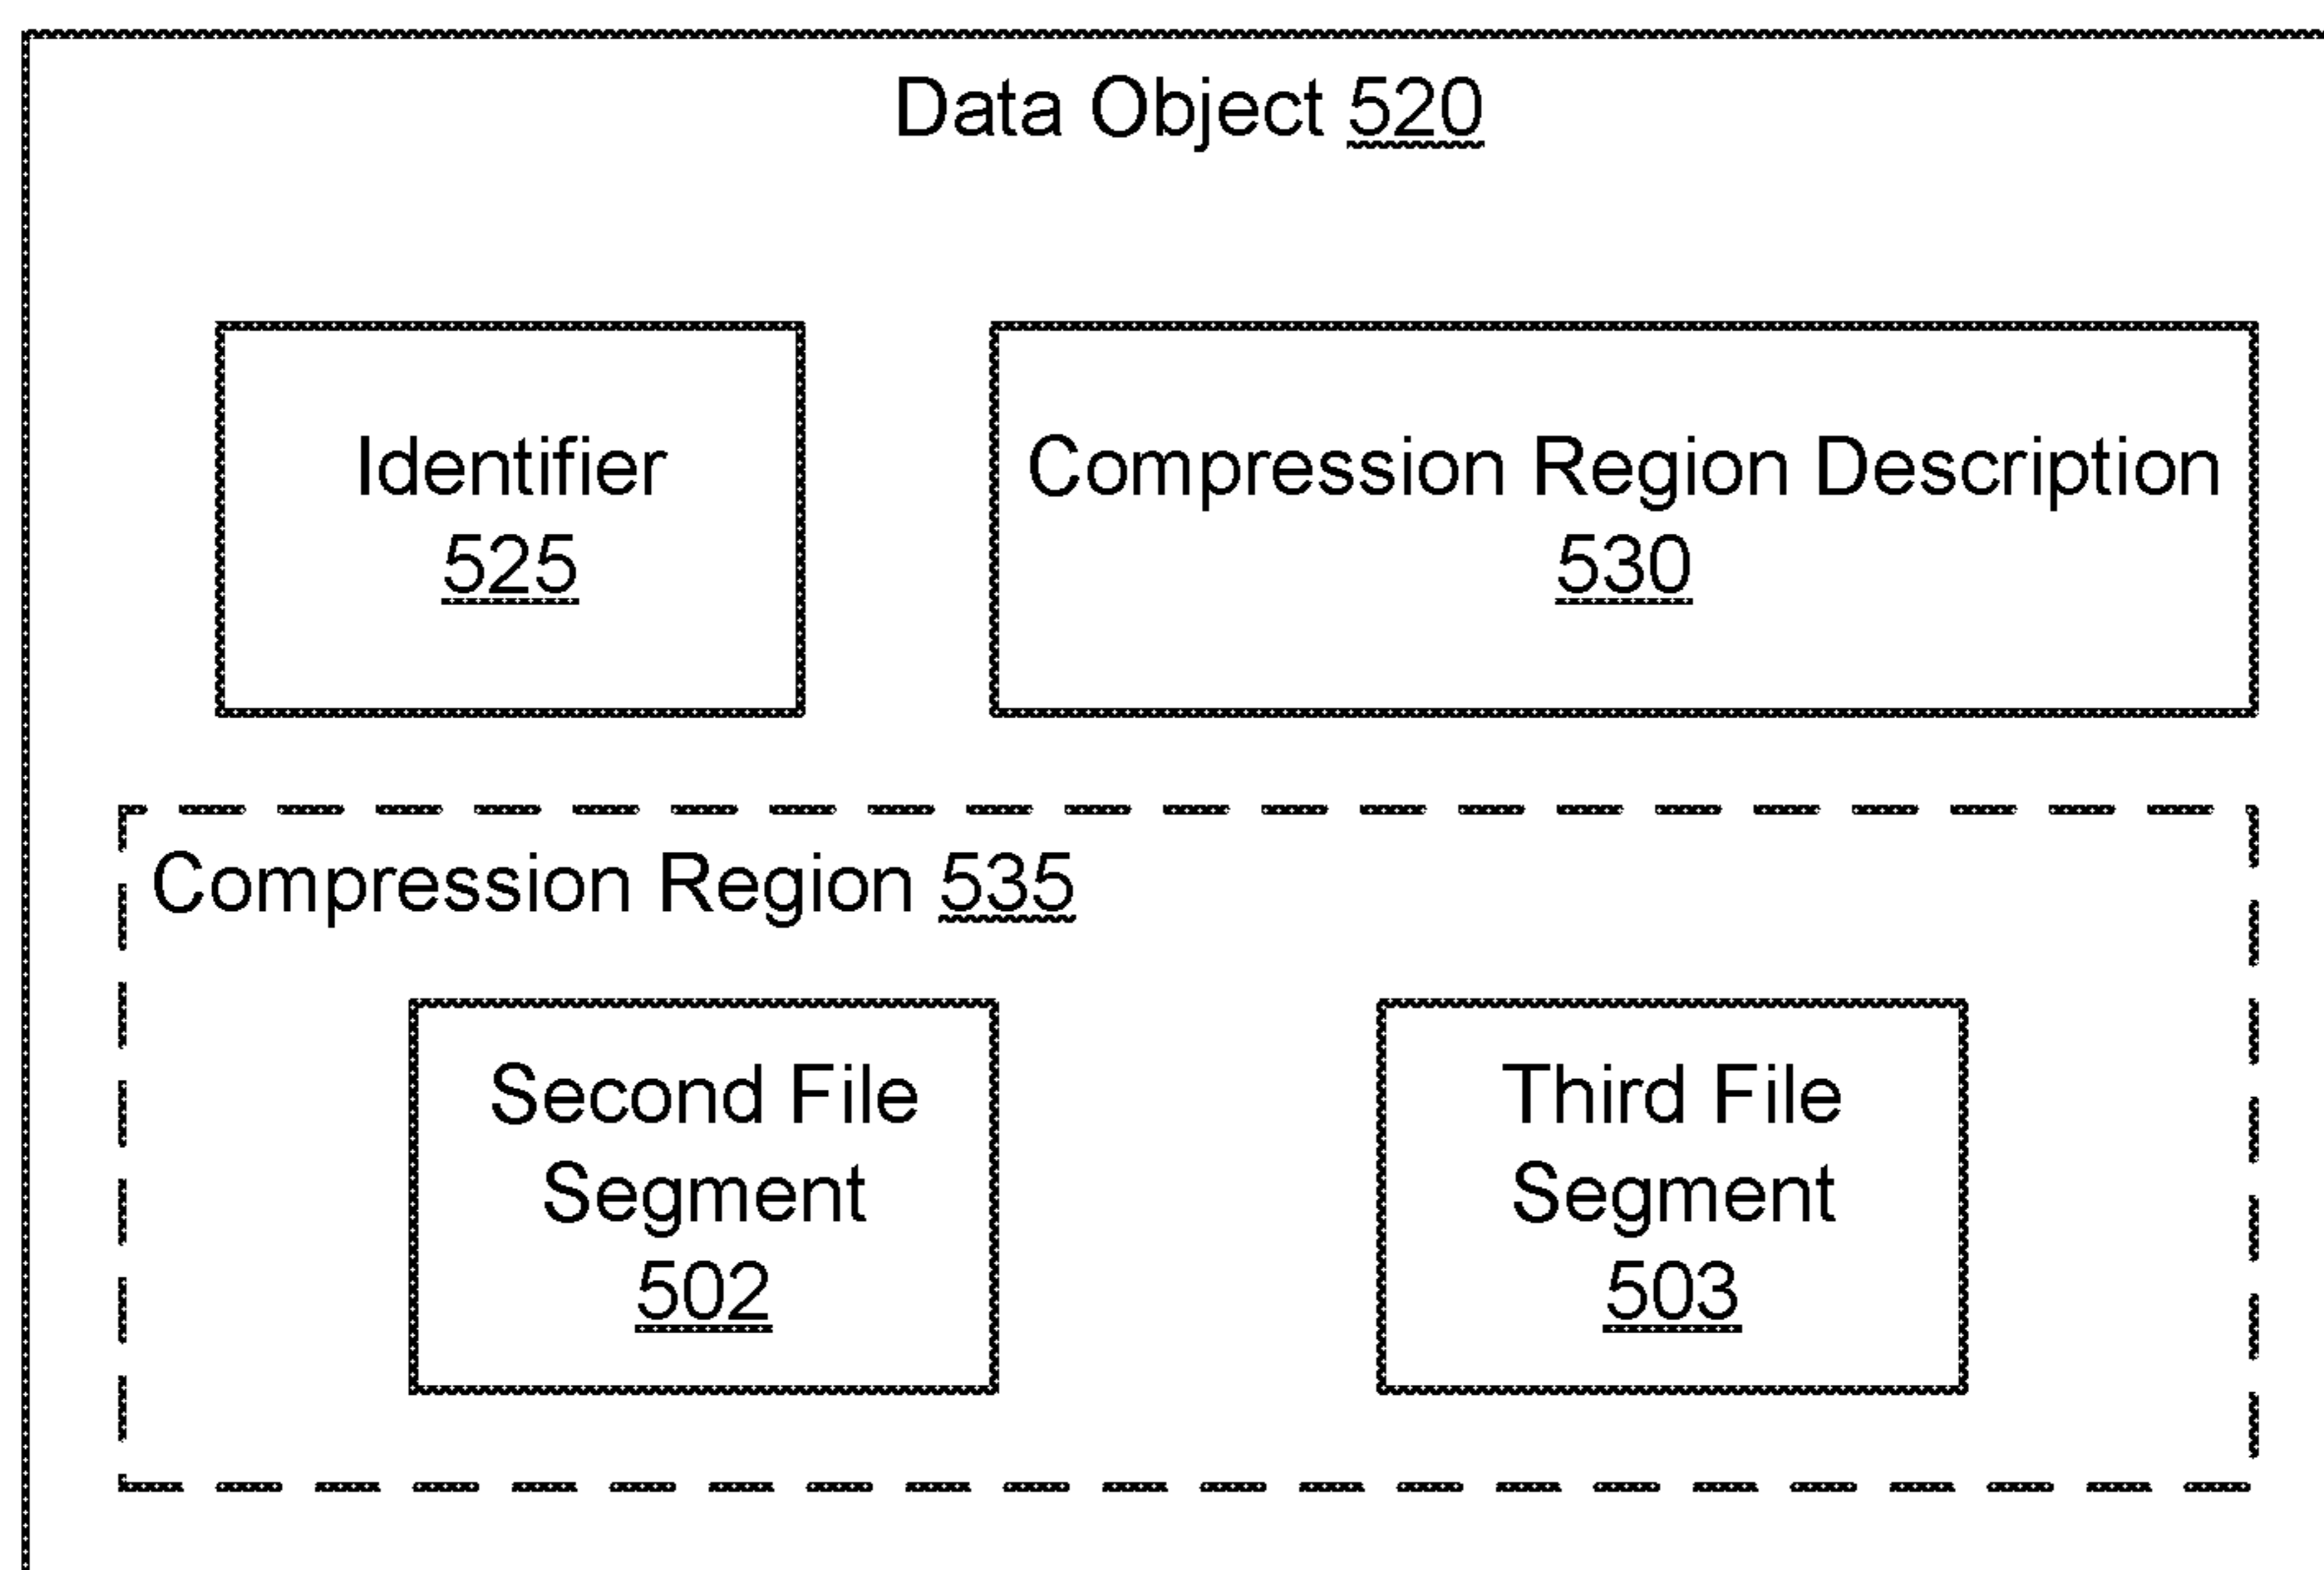 Data Object 520
Identifier
525
Compression Region Description
530
Compression Region 535
Second File
Segment
502
Third File
Segment
503